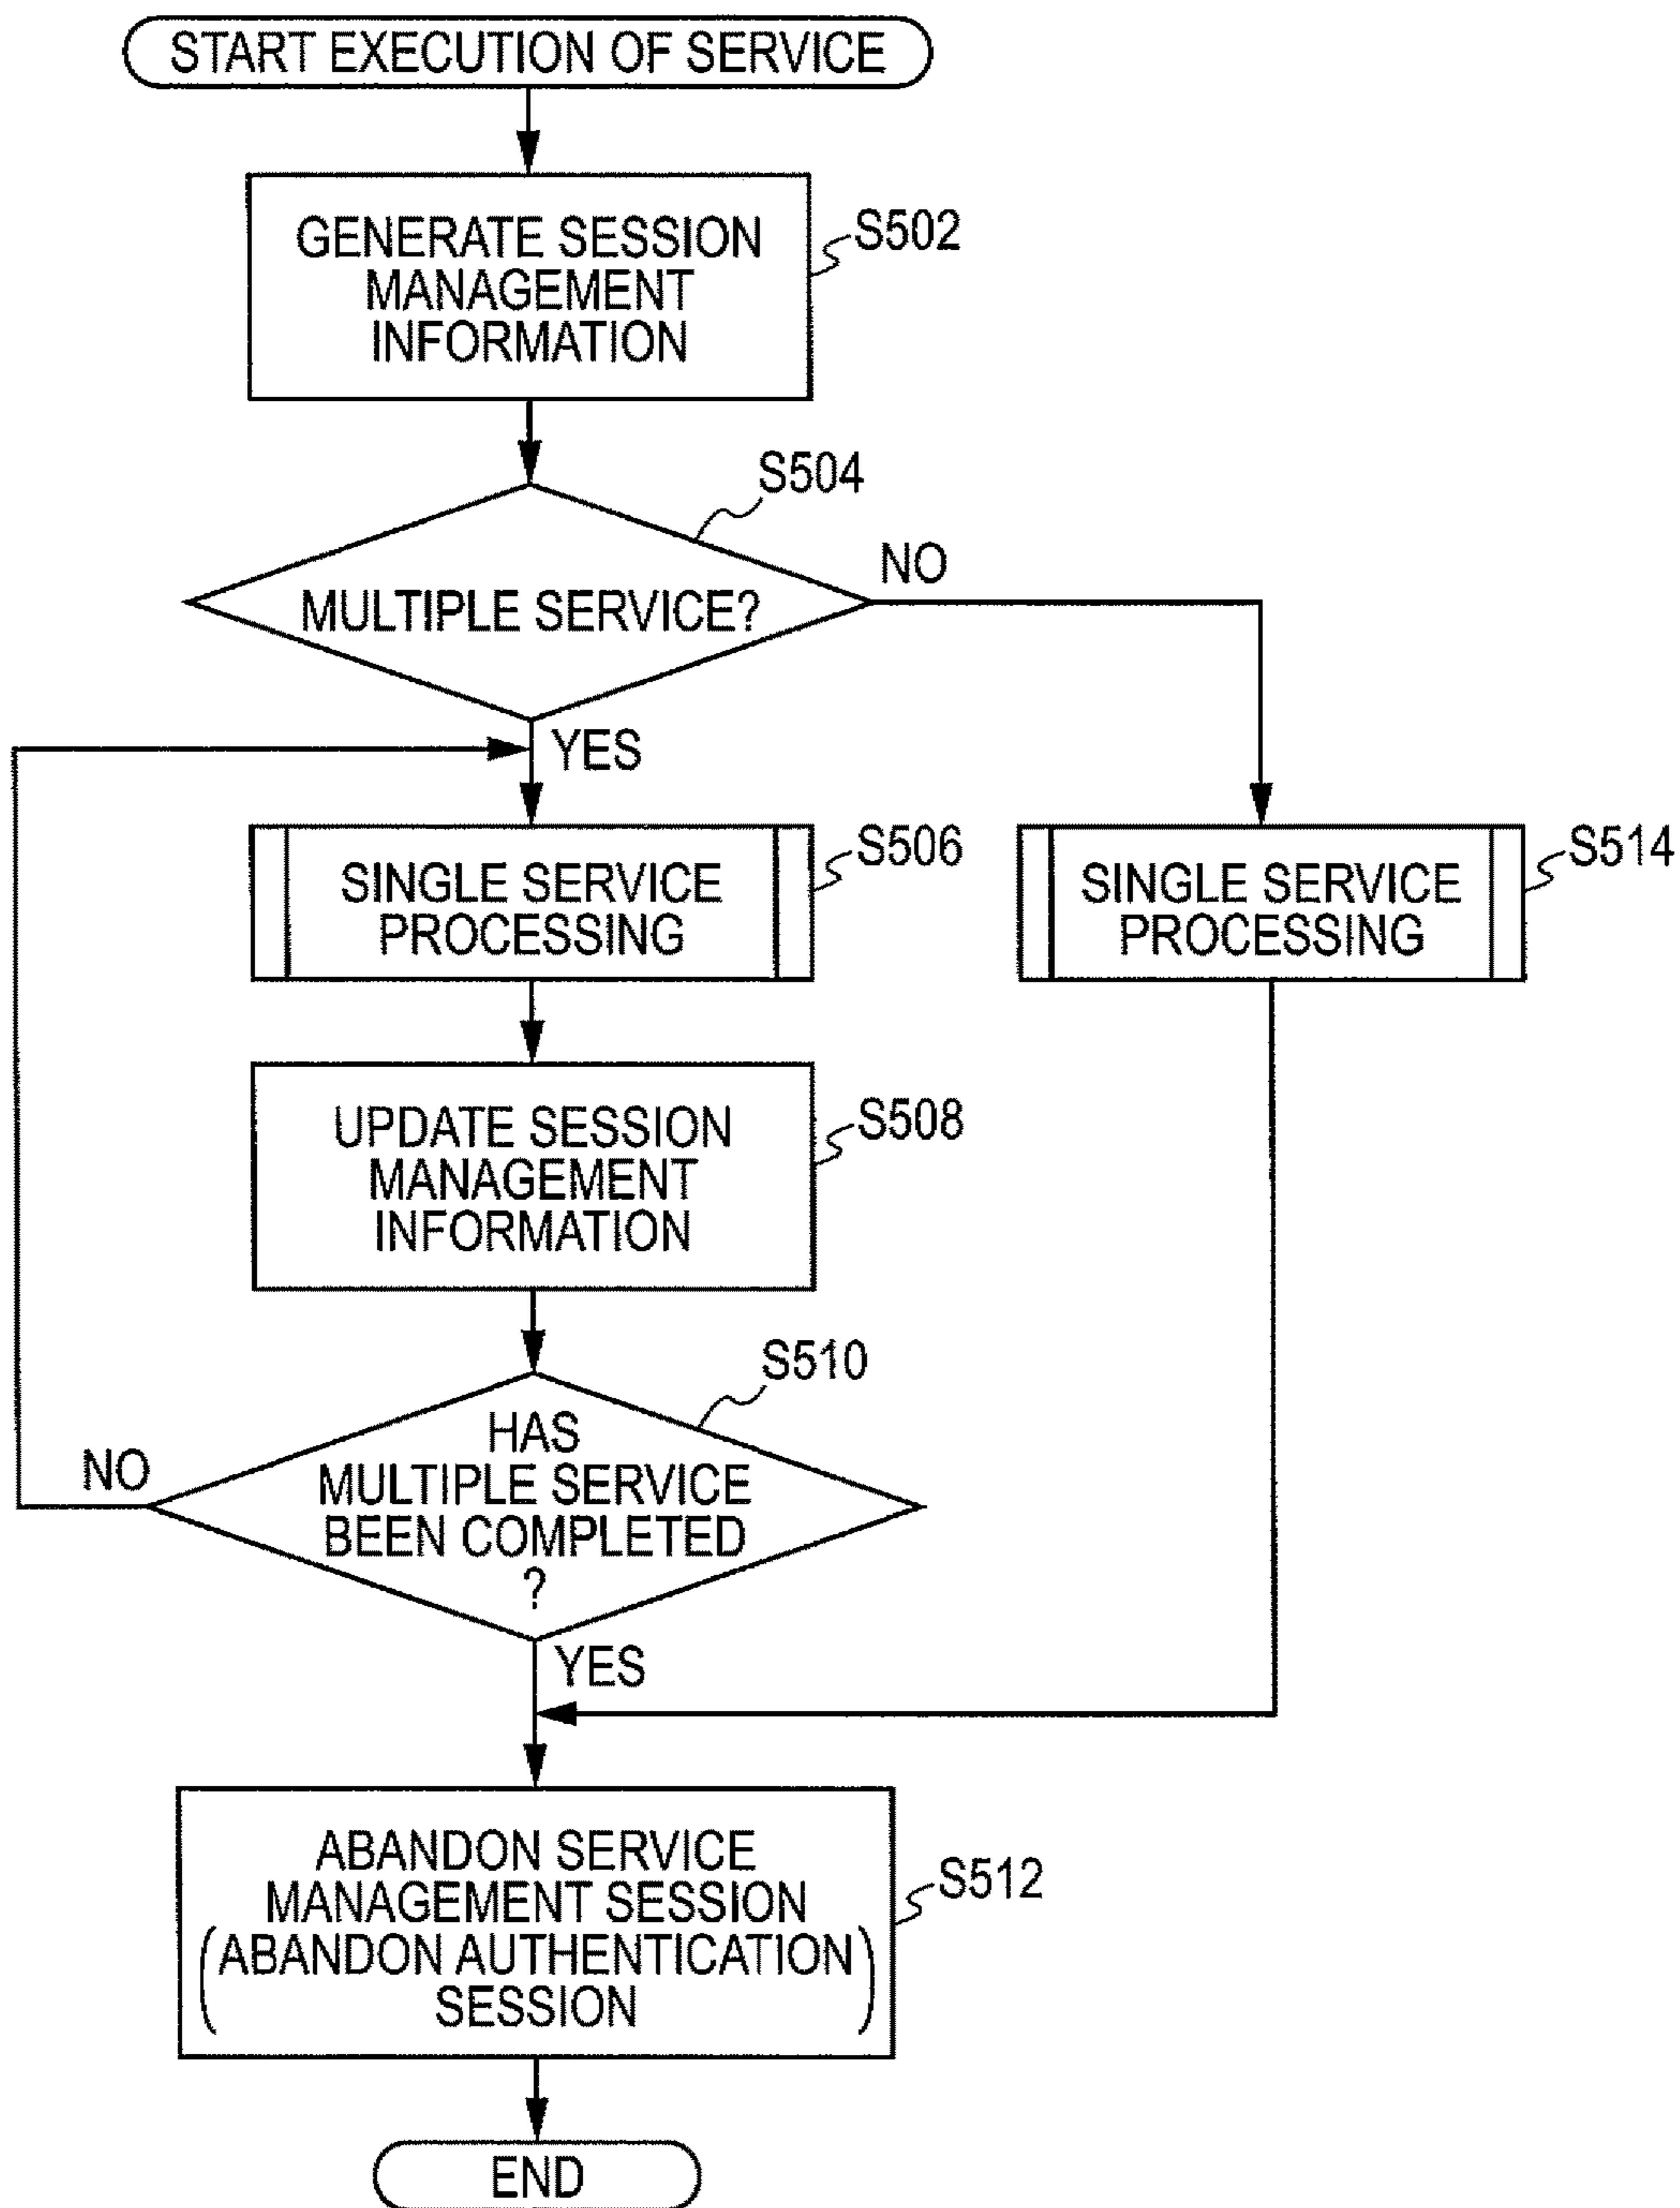 START EXECUTION OF SERVICE
GENERATE SESSION
MANAGEMENT
INFORMATION
S502
S504
MULTIPLE SERVICE?
NO
YES
SINGLE SERVICE
PROCESSING
S506
SINGLE SERVICE
PROCESSING
S514
UPDATE SESSION
MANAGEMENT
INFORMATION
S508
S510
HAS
MULTIPLE SERVICE
BEEN COMPLETED
?
NO
YES
ABANDON SERVICE
MANAGEMENT SESSION
(ABANDON AUTHENTICATION
SESSION)
S512
END